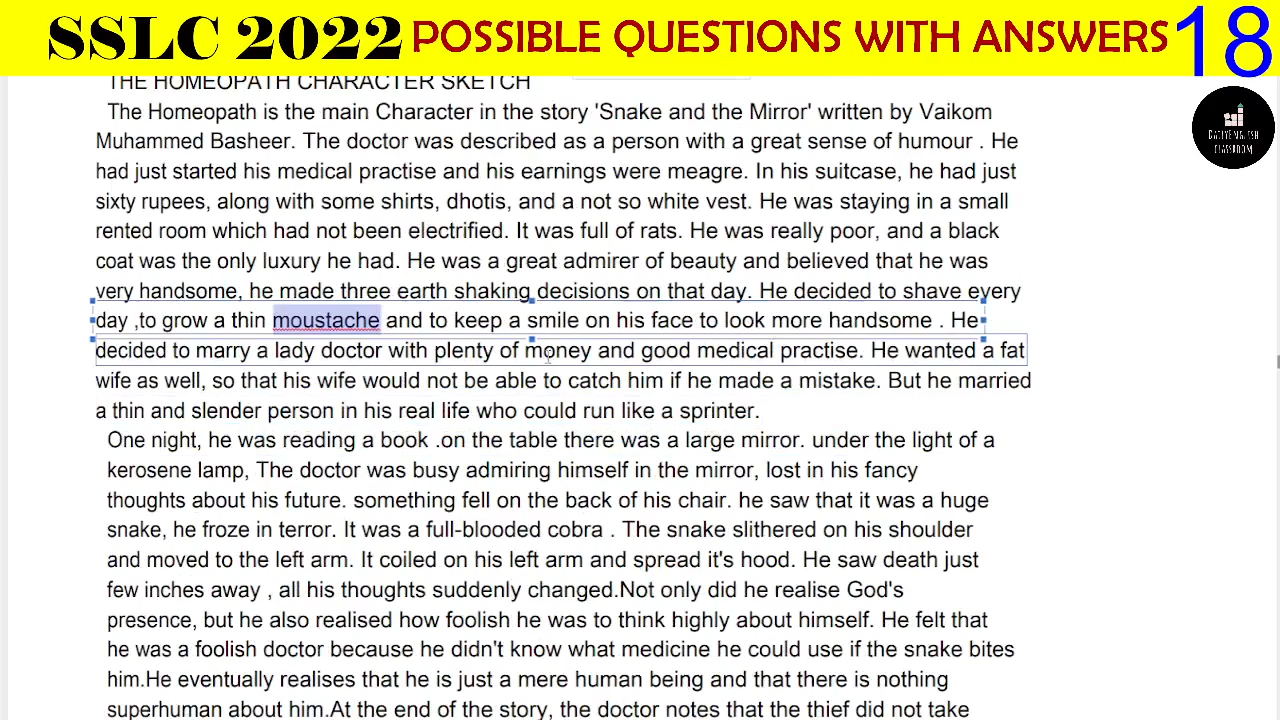 SSLC 2022 POSSIBLE QUESTIONS WITH ANSWERS 18
THE HOMEOPATH CHARACTER SKETCH
DAILYENGLISH
CLASSROOM
The Homeopath is the main Character in the story 'Snake and the Mirror' written by Vaikom
Muhammed Basheer. The doctor was described as a person with a great sense of humour . He
had just started his medical practise and his earnings were meagre. In his suitcase, he had just
sixty rupees, along with some shirts, dhotis, and a not so white vest. He was staying in a small
rented room which had not been electrified. It was full of rats. He was really poor, and a black
coat was the only luxury he had. He was a great admirer of beauty and believed that he was
very handsome, he made three earth shaking decisions on that day. He decided to shave every
day ,to grow a thin moustache and to keep a smile on his face to look more handsome . He
decided to marry a lady doctor with plenty of money and good medical practise. He wanted a fat
wife as well, so that his wife would not be able to catch him if he made a mistake. But he married
a thin and slender person in his real life who could run like a sprinter.
One night, he was reading a book .on the table there was a large mirror. under the light of a
kerosene lamp, The doctor was busy admiring himself in the mirror, lost in his fancy
thoughts about his future. something fell on the back of his chair. he saw that it was a huge
snake, he froze in terror. It was a full-blooded cobra . The snake slithered on his shoulder
and moved to the left arm. It coiled on his left arm and spread it's hood. He saw death just
few inches away , all his thoughts suddenly changed.Not only did he realise God's
presence, but he also realised how foolish he was to think highly about himself. He felt that
he was a foolish doctor because he didn't know what medicine he could use if the snake bites
him.He eventually realises that he is just a mere human being and that there is nothing
superhuman about him.At the end of the story, the doctor notes that the thief did not take